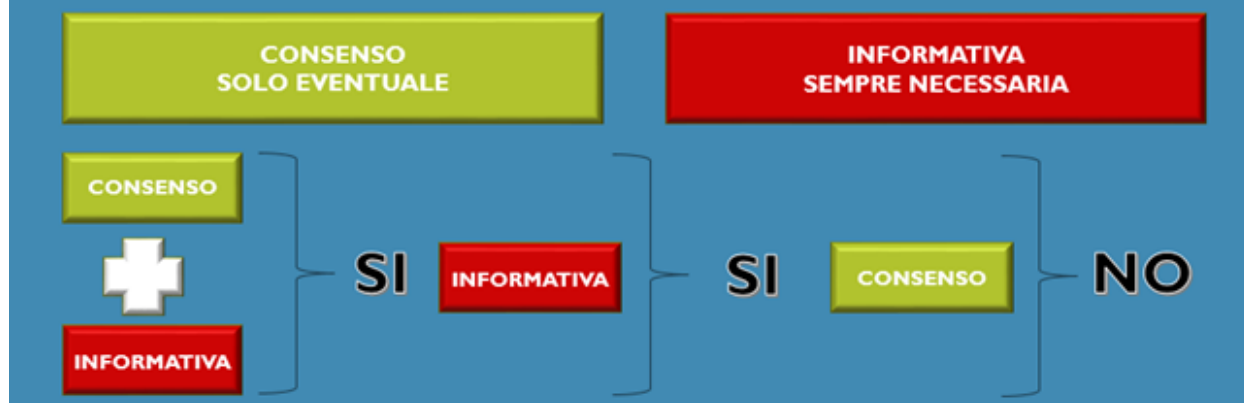 CONSENSO
SOLO EVENTUALE
INFORMATIVA
SEMPRE NECESSARIA
CONSENSO
INFORMATIVA
SI
INFORMATIVA
SI
CONSENSO
NO